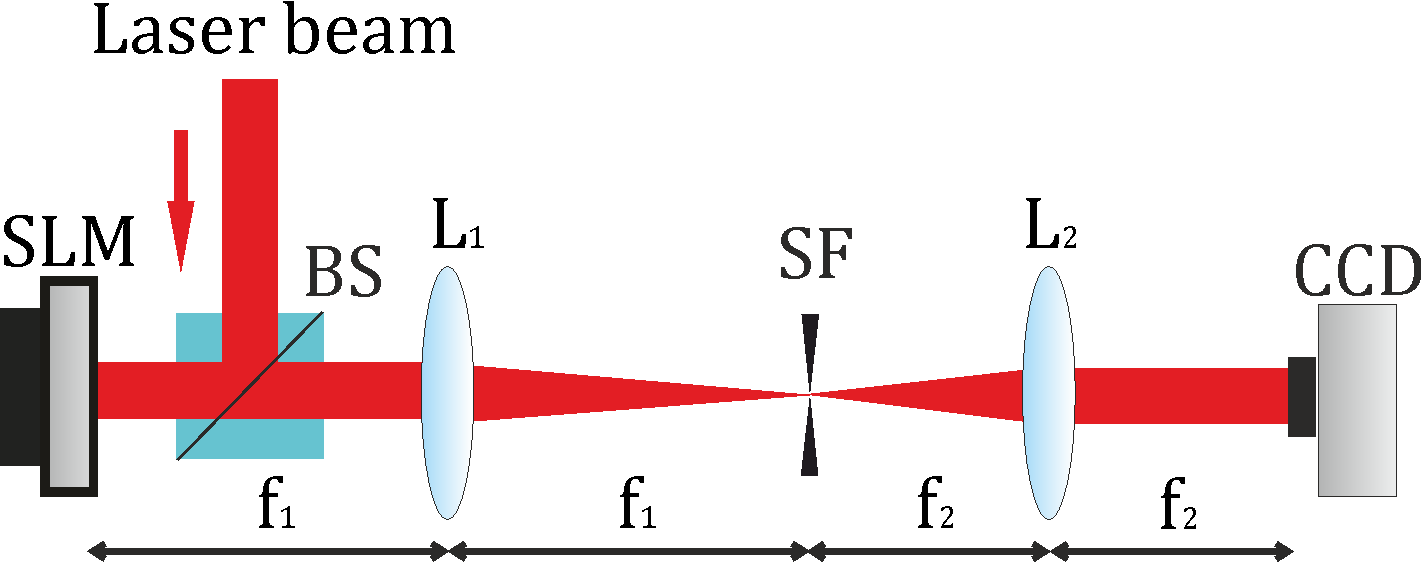 Laser beam
SLM
BS
L1
SF
L2
CCD
f1
f1
f2
f2